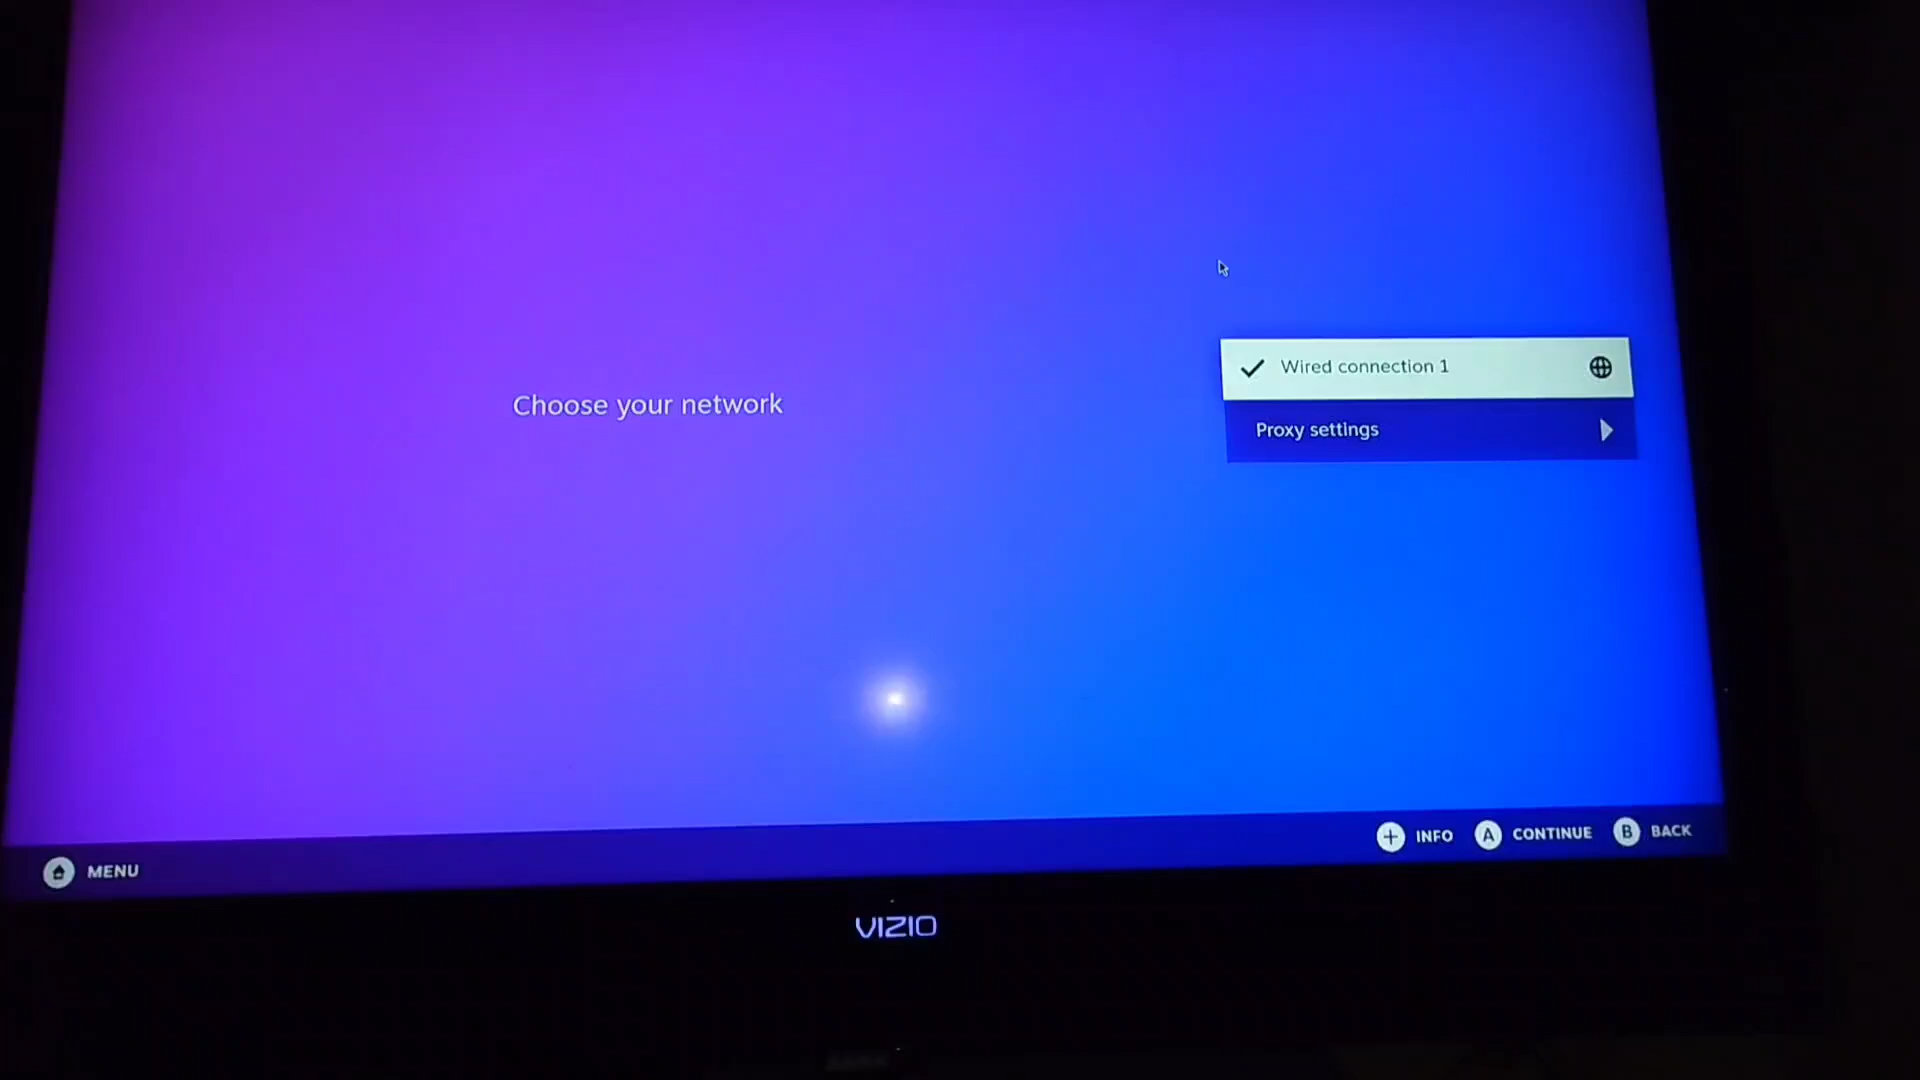 Choose your network
Wired connection 1
Proxy settings
MENU
+ INFO A CONTINUE B BACK
VIZIO